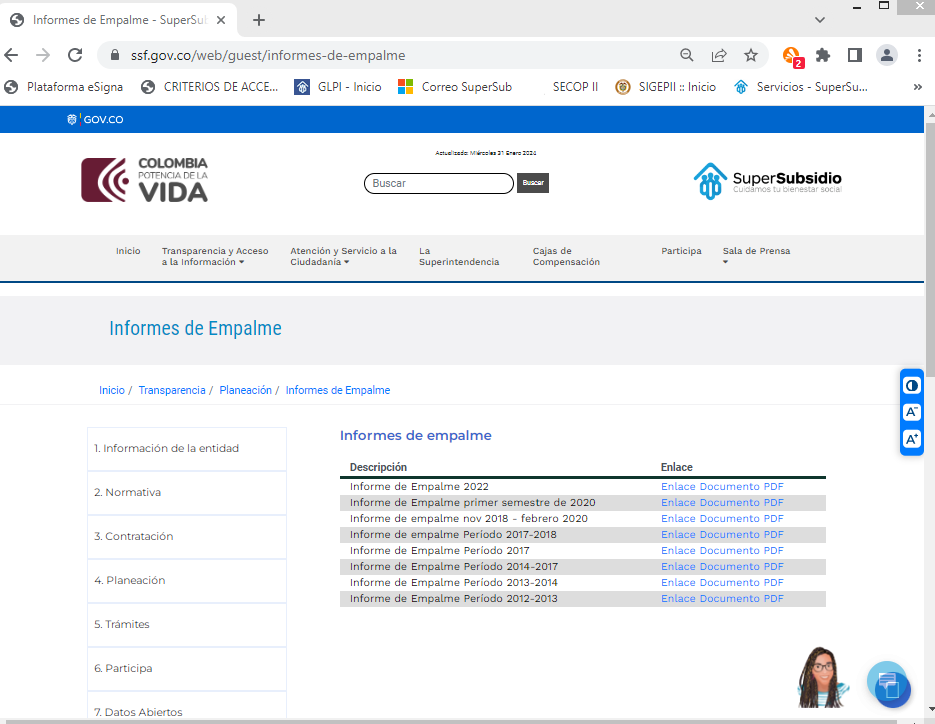 Informes de Empalme - SuperSub
ssf.gov.co/web/guest/informes-de-empalme
2
Plataforma eSigna
CRITERIOS DE ACCE...
GLPI - Inicio
Correo SuperSub
SECOP II
SIGEPII :: Inicio
Servicios - SuperSu...
»
GOV.CO
COLOMBIA
POTENCIA DE LA
VIDA
Actualizado: Miércoles 31 Enero 2024
Buscar
Buscar
SuperSubsidio
Cuidamos tu bienestar social
Inicio
Transparencia y Acceso
a la Información
Atención y Servicio a la
Ciudadanía
La
Superintendencia
Cajas de
Compensación
Participa
Sala de Prensa
Informes de Empalme
Inicio / Transparencia / Planeación / Informes de Empalme
A-
A+
1. Información de la entidad
2. Normativa
3. Contratación
4. Planeación
5. Trámites
6. Participa
7. Datos Abiertos
Informes de empalme
Descripción Enlace
Informe de Empalme 2022 Enlace Documento PDF
Informe de Empalme primer semestre de 2020 Enlace Documento PDF
Informe de empalme nov 2018 - febrero 2020 Enlace Documento PDF
Informe de empalme Periodo 2017-2018 Enlace Documento PDF
Informe de Empalme Período 2017 Enlace Documento PDF
Informe de Empalme Período 2014-2017 Enlace Documento PDF
Informe de Empalme Período 2013-2014 Enlace Documento PDF
Informe de Empalme Período 2012-2013 Enlace Documento PDF